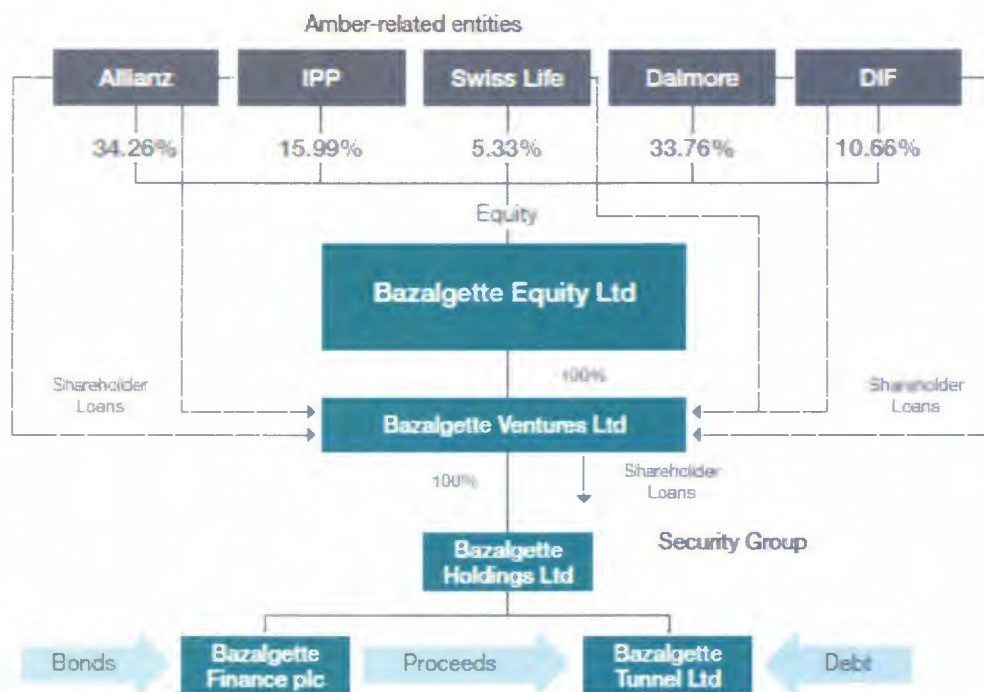 Amber-related entities
Allianz
IPP
Swiss Life
Dalmore
DIF
34.26%
15.99%
5.33%
33.76%
10.66%
Equity
Bazalgette Equity Ltd
100%
Shareholder
Loans
Shareholder
Loans
Bazalgette Ventures Ltd
100%
Shareholder
Loans
Security Group
Bazalgette
Holdings Ltd
Bonds
Bazalgette
Finance plc
Proceeds
Bazalgette
Tunnel Ltd
Debt